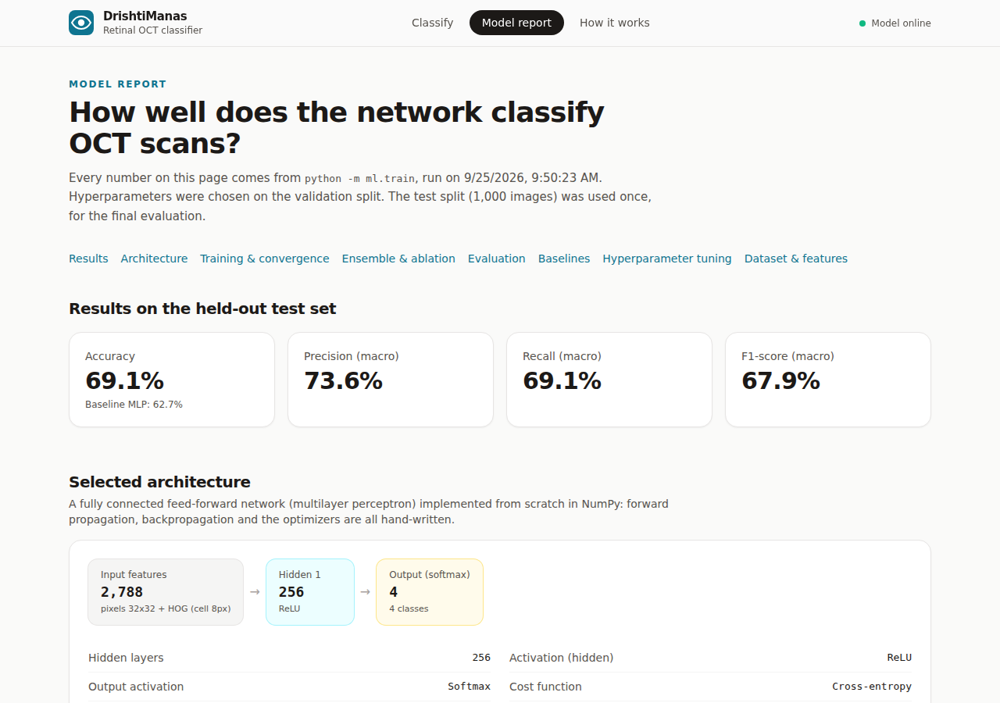 DrishtiManas
Retinal OCT classifier
Classify
Model report
How it works
Model online
MODEL REPORT
How well does the network classify
OCT scans?
Every number on this page comes from python -m ml.train, run on 9/25/2026, 9:50:23 AM.
Hyperparameters were chosen on the validation split. The test split (1,000 images) was used once,
for the final evaluation.
Results Architecture Training & convergence Ensemble & ablation Evaluation Baselines Hyperparameter tuning Dataset & features
Results on the held-out test set
Accuracy
69.1%
Baseline MLP: 62.7%
Precision (macro)
73.6%
Recall (macro)
69.1%
F1-score (macro)
67.9%
Selected architecture
A fully connected feed-forward network (multilayer perceptron) implemented from scratch in NumPy: forward
propagation, backpropagation and the optimizers are all hand-written.
Input features
2,788
pixels 32x32 + HOG (cell 8px)
→
Hidden 1
256
ReLU
→
Output (softmax)
4
4 classes
Hidden layers 256
Activation (hidden) ReLU
Output activation Softmax
Cost function Cross-entropy